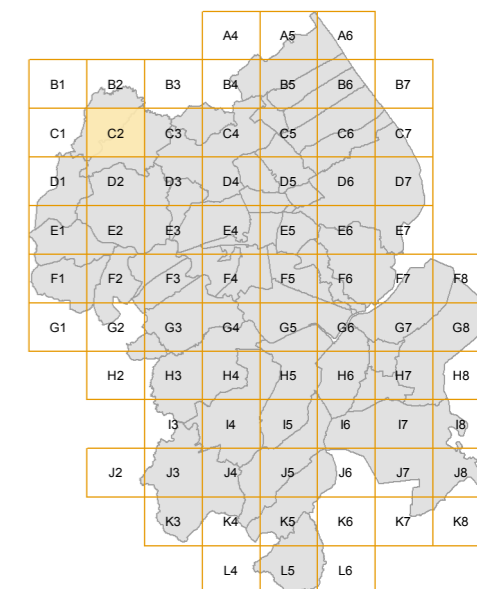 A4 A5 A6
B1 B2 B3 B4 B5 B6 B7
C1 C2 C3 C4 C5 C6 C7
D1 D2 D3 D4 D5 D6 D7
E1 E2 E3 E4 E5 E6 E7
F1 F2 F3 F4 F5 F6 F7 F8
G1 G2 G3 G4 G5 G6 G7 G8
H2 H3 H4 H5 H6 H7 H8
I3 I4 I5 I6 I7 I8
J2 J3 J4 J5 J6 J7 J8
K3 K4 K5 K6 K7 K8
L4 L5 L6